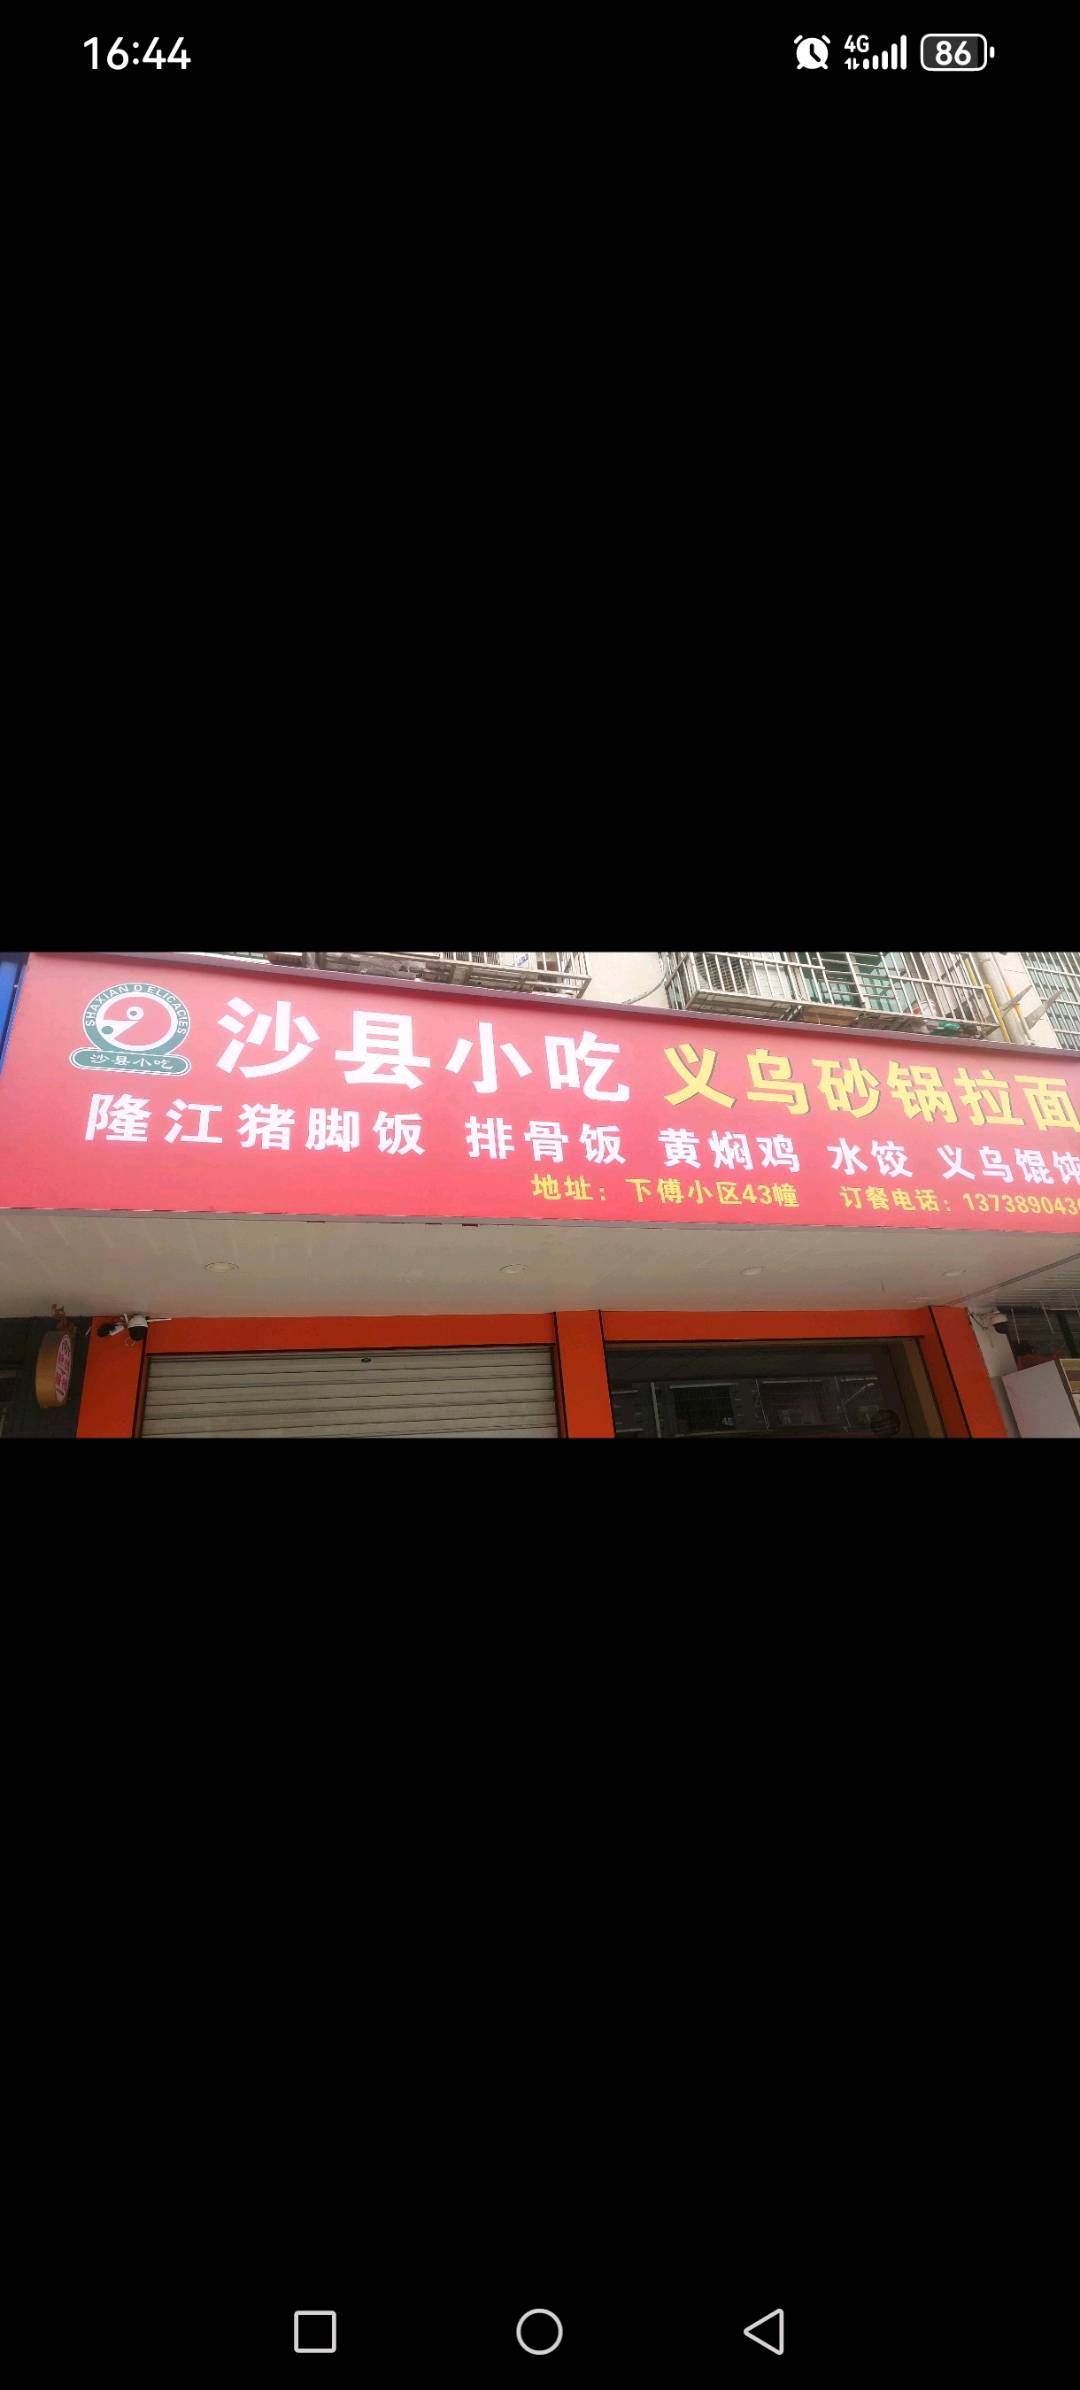 16:44
4G
86
SHAXIAN DELICACIES
沙县小吃
沙县小吃 义乌砂锅拉面
隆江猪脚饭 排骨饭 黄焖鸡 水饺 义乌馄饨
地址：下傅小区43幢 订餐电话：137389043